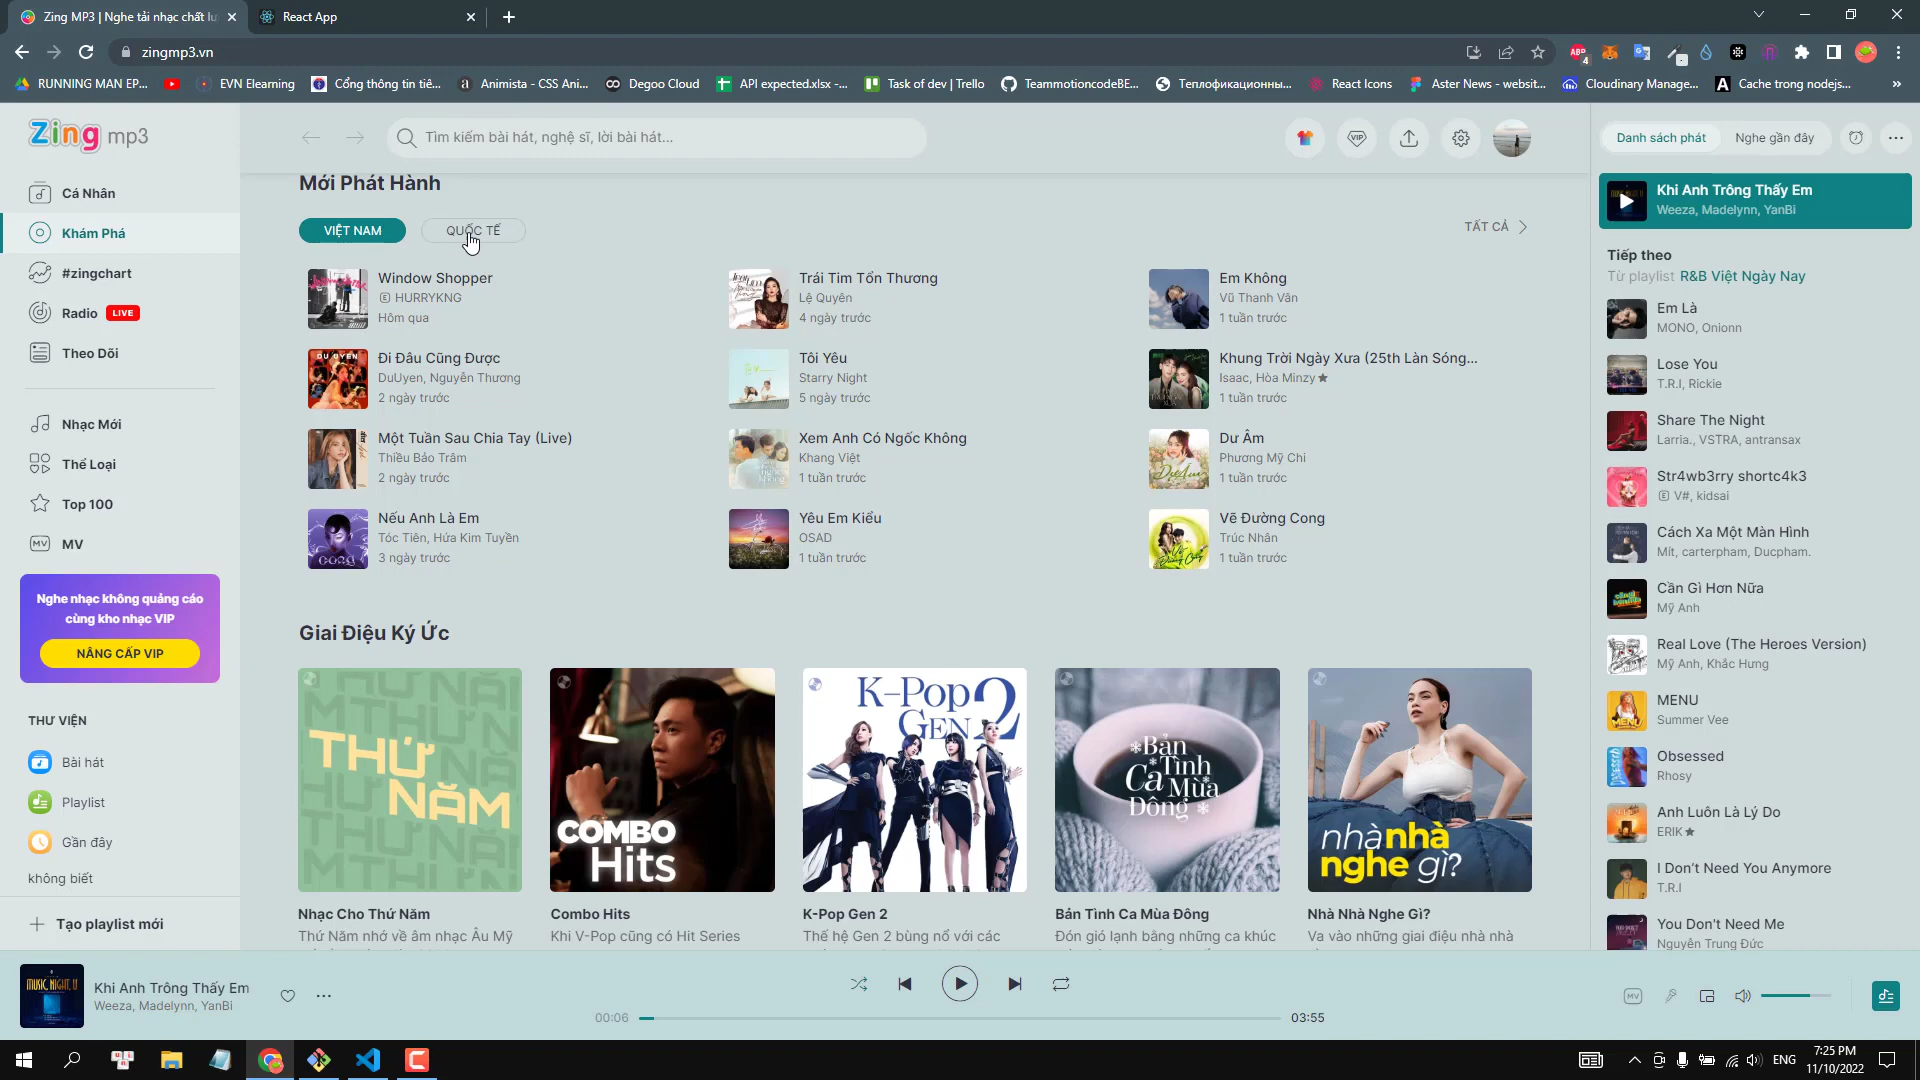 Zing MP3 | Nghe tải nhạc chất lư
React App
zingmp3.vn
RUNNING MAN EP...
EVN Elearning
Cổng thông tin tiê...
Animista - CSS Ani...
Degoo Cloud
API expected.xlsx -...
Task of dev | Trello
TeammotioncodeBE...
Теплофикационны...
React Icons
Aster News - websit...
Cloudinary Manage...
Cache trong nodejs...
»
Zing mp3
Cá Nhân
Khám Phá
#zingchart
Radio LIVE
Theo Dõi
Nhạc Mới
Thể Loại
Top 100
MV
Nghe nhạc không quảng cáo
cùng kho nhạc VIP
NÂNG CẤP VIP
THƯ VIỆN
Bài hát
Playlist
Gần đây
không biết
Tạo playlist mới
Tìm kiếm bài hát, nghệ sĩ, lời bài hát...
VIP
Mới Phát Hành
VIỆT NAM
QUỐC TẾ
TẤT CẢ
Window Shopper
E HURRYKNG
Hôm qua
Trái Tim Tổn Thương
Lệ Quyên
4 ngày trước
Em Không
Vũ Thanh Vân
1 tuần trước
Đi Đâu Cũng Được
DuUyen, Nguyên Thương
2 ngày trước
Tôi Yêu
Starry Night
5 ngày trước
Khung Trời Ngày Xưa (25th Làn Sóng...
Isaac, Hòa Minzy
1 tuần trước
Một Tuần Sau Chia Tay (Live)
Thiều Bảo Trâm
2 ngày trước
Xem Anh Có Ngốc Không
Khang Việt
1 tuần trước
Dư Âm
Phương Mỹ Chi
1 tuần trước
Nếu Anh Là Em
Tóc Tiên, Hứa Kim Tuyền
3 ngày trước
Yêu Em Kiểu
OSAD
1 tuần trước
Vẽ Đường Cong
Trúc Nhân
1 tuần trước
Giai Điệu Ký Ức
THỨ
NĂM
COMBO
Hits
K-Pop
GEN 2
Bản
Tình
Ca Mùa
Đông
nhà nhà
nghe gì?
Nhạc Cho Thứ Năm
Thứ Năm nhớ về âm nhạc Âu Mỹ
Combo Hits
Khi V-Pop cũng có Hit Series
K-Pop Gen 2
Thế hệ Gen 2 bùng nổ với các
Bản Tình Ca Mùa Đông
Đón gió lạnh bằng những ca khúc
Nhà Nhà Nghe Gì?
Va vào những giai điệu nhà nhà
Danh sách phát
Nghe gần đây
Khi Anh Trông Thấy Em
Weeza, Madelynn, YanBi
Tiếp theo
Từ playlist R&B Việt Ngày Nay
Em Là
MONO, Onionn
Lose You
T.R.I, Rickie
Share The Night
Larria., VSTRA, antransax
Str4wb3rry shortc4k3
E V#, kidsai
Cách Xa Một Màn Hình
Mít, carterpham, Ducpham.
Cần Gì Hơn Nữa
Mỹ Anh
Real Love (The Heroes Version)
Mỹ Anh, Khắc Hưng
MENU
Summer Vee
Obsessed
Rhosy
Anh Luôn Là Lý Do
ERIK
I Don't Need You Anymore
T.R.I
You Don't Need Me
Nguyên Trung Đức
Khi Anh Trông Thấy Em
Weeza, Madelynn, YanBi
00:06
03:55
MV
ENG
7:25 PM
11/10/2022